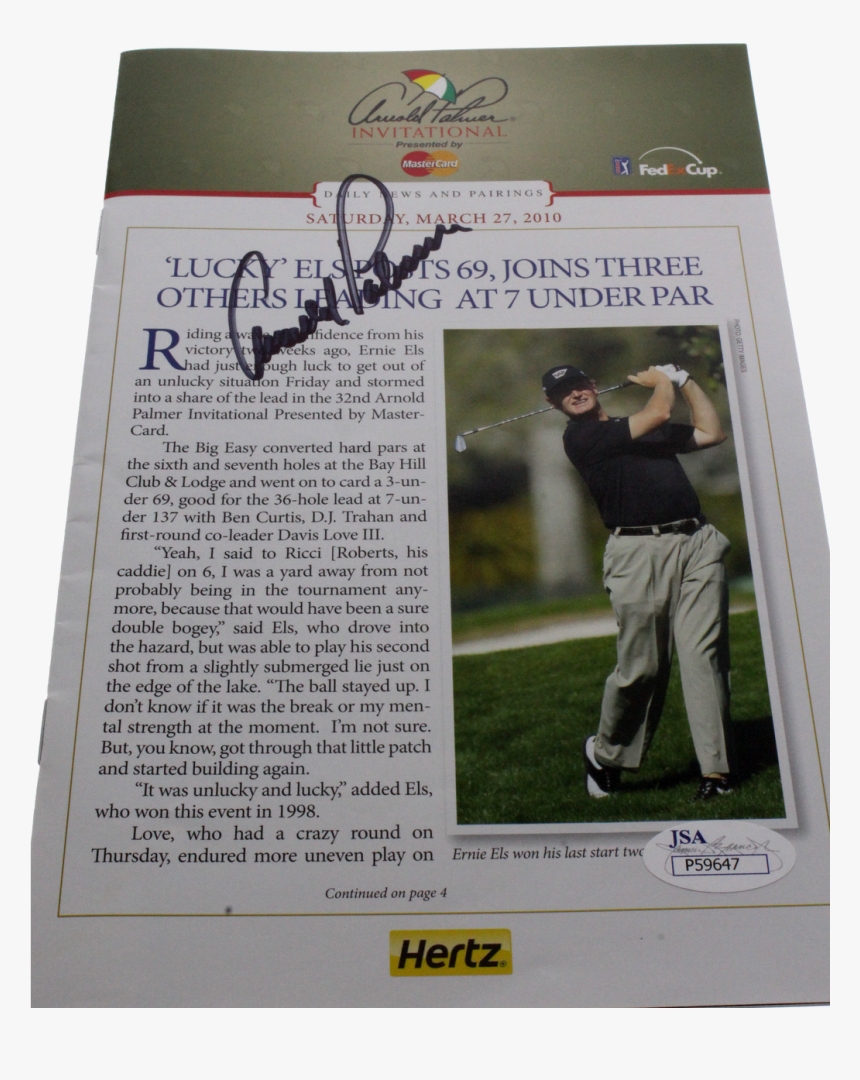 Arnold Palmer
INVITATIONAL
Presented by
MasterCard
FedExCup
DAILY NEWS AND PAIRINGS
SATURDAY, MARCH 27, 2010
Arnold Palmer
‘LUCKY’ ELS POSTS 69, JOINS THREE
OTHERS LEADING AT 7 UNDER PAR
Riding a wave of confidence from his
victory two weeks ago, Ernie Els
had just enough luck to get out of
an unlucky situation Friday and stormed
into a share of the lead in the 32nd Arnold
Palmer Invitational Presented by Master-
Card.
The Big Easy converted hard pars at
the sixth and seventh holes at the Bay Hill
Club & Lodge and went on to card a 3-un-
der 69, good for the 36-hole lead at 7-un-
der 137 with Ben Curtis, D.J. Trahan and
first-round co-leader Davis Love III.
“Yeah, I said to Ricci [Roberts, his
caddie] on 6, I was a yard away from not
probably being in the tournament any-
more, because that would have been a sure
double bogey,” said Els, who drove into
the hazard, but was able to play his second
shot from a slightly submerged lie just on
the edge of the lake. “The ball stayed up. I
don’t know if it was the break or my men-
tal strength at the moment. I’m not sure.
But, you know, got through that little patch
and started building again.
“It was unlucky and lucky,” added Els,
who won this event in 1998.
Love, who had a crazy round on
Thursday, endured more uneven play on
Continued on page 4
PHOTO: GETTY IMAGES
Ernie Els won his last start two
JSA
P59647
Hertz